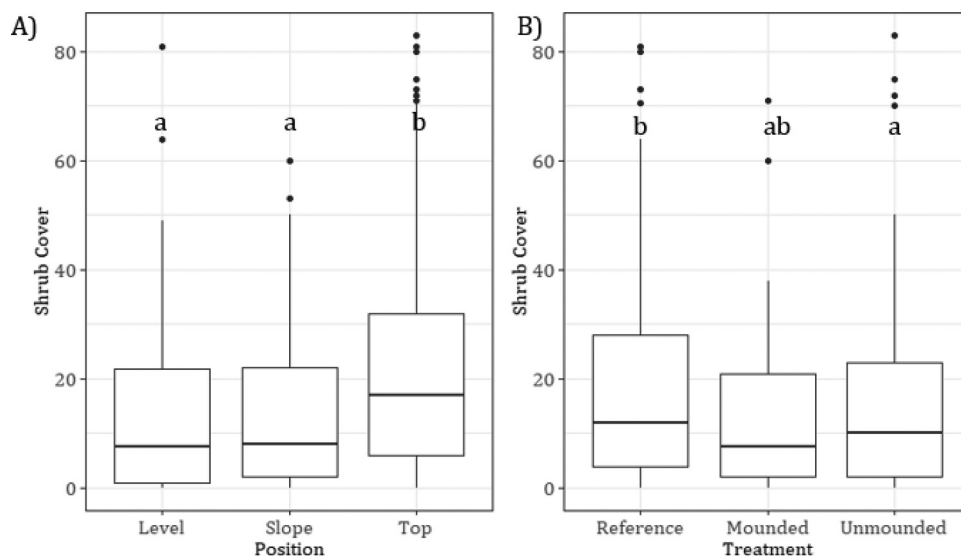 A)
80
60
40
20
0
Shrub Cover
a
a
b
Level
Slope
Top
Position
B)
80
60
40
20
0
Shrub Cover
b
ab
a
Reference
Mounded
Unmounded
Treatment